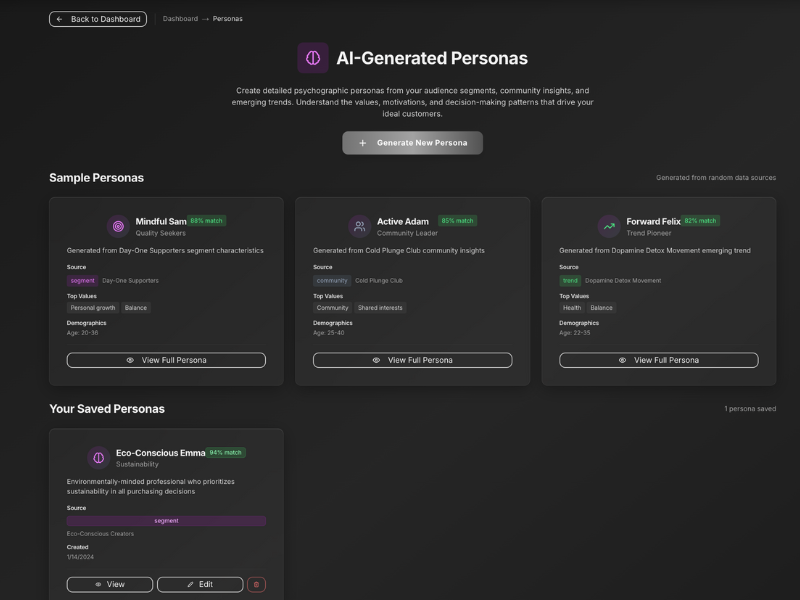 Back to Dashboard
Dashboard → Personas
AI-Generated Personas
Create detailed psychographic personas from your audience segments, community insights, and
emerging trends. Understand the values, motivations, and decision-making patterns that drive your
ideal customers.
Generate New Persona
Sample Personas
Generated from random data sources
Mindful Sam 88% match
Quality Seekers
Generated from Day-One Supporters segment characteristics
Source
segment Day-One Supporters
Top Values
Personal growth Balance
Demographics
Age: 20-36
View Full Persona
Active Adam 85% match
Community Leader
Generated from Cold Plunge Club community insights
Source
community Cold Plunge Club
Top Values
Community Shared interests
Demographics
Age: 25-40
View Full Persona
Forward Felix 82% match
Trend Pioneer
Generated from Dopamine Detox Movement emerging trend
Source
trend Dopamine Detox Movement
Top Values
Health Balance
Demographics
Age: 22-35
View Full Persona
Your Saved Personas
1 persona saved
Eco-Conscious Emma 94% match
Sustainability
Environmentally-minded professional who prioritizes
sustainability in all purchasing decisions
Source
segment
Eco-Conscious Creators
Created
1/14/2024
View
Edit